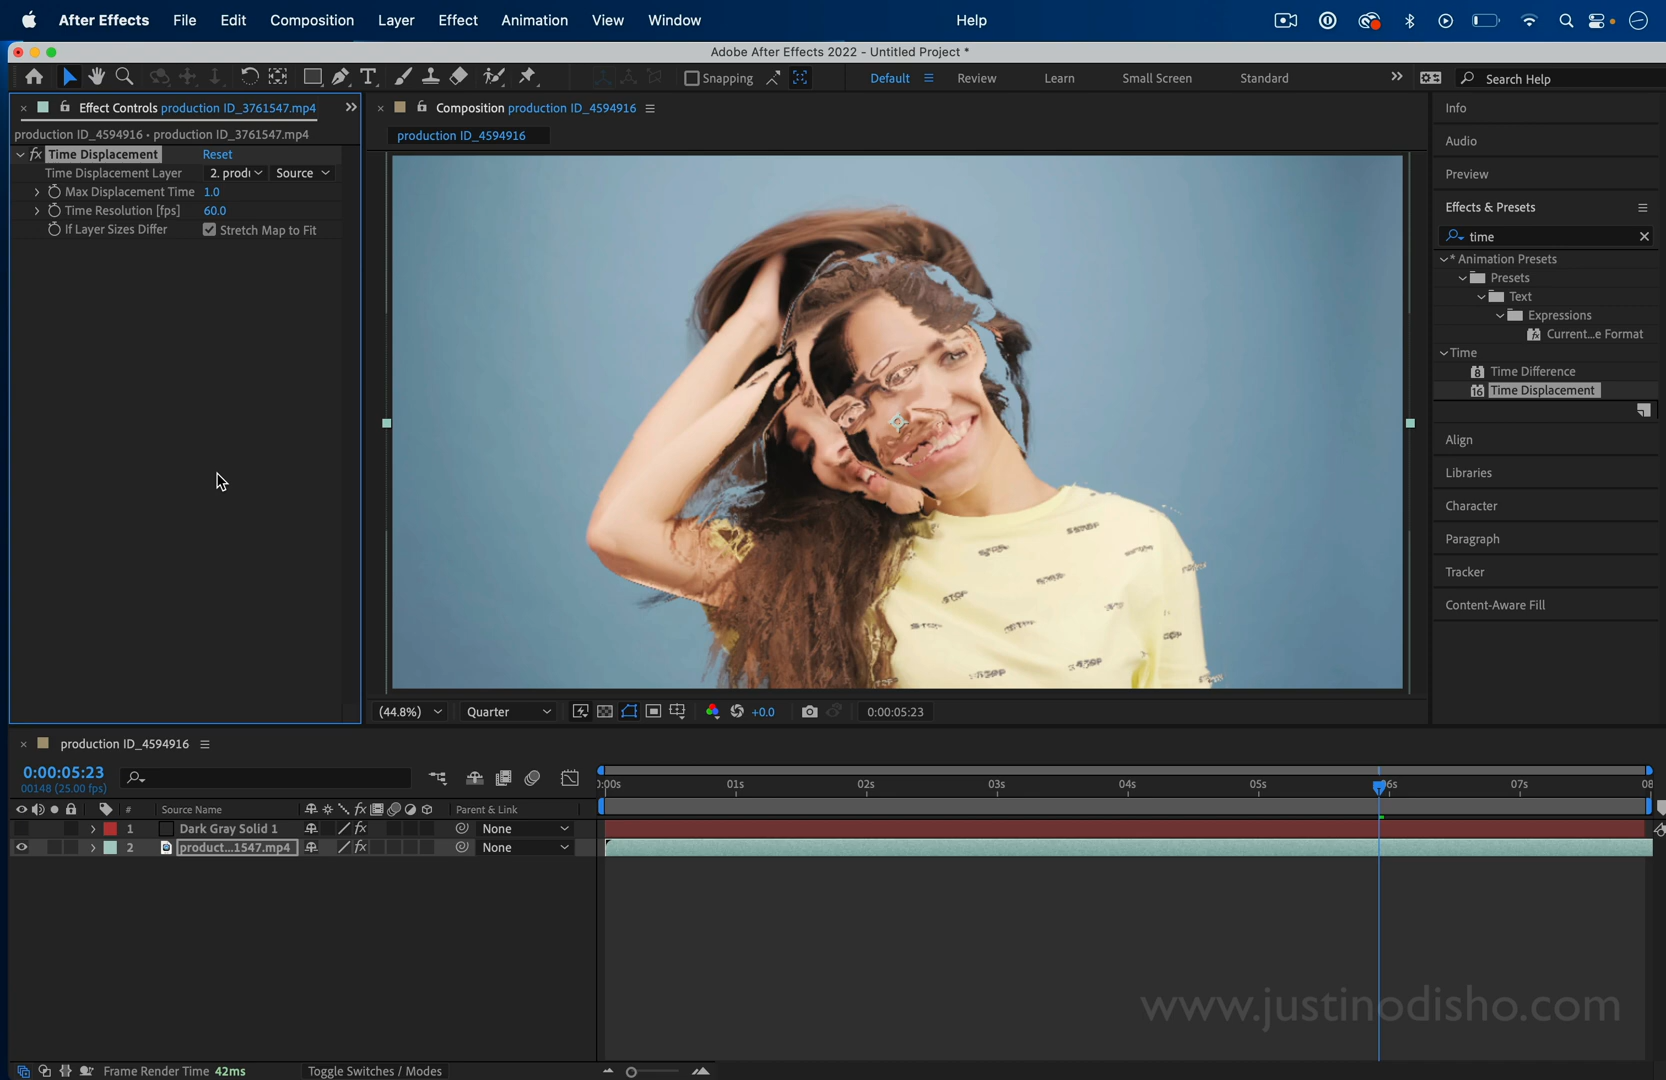 After Effects File Edit Composition Layer Effect Animation View Window Help
Adobe After Effects 2022 - Untitled Project *
Snapping Default Review Learn Small Screen Standard Search Help
Effect Controls production ID_3761547.mp4
production ID_4594916 • production ID_3761547.mp4
fx Time Displacement Reset
Time Displacement Layer 2. prod Source
Max Displacement Time 1.0
Time Resolution [fps] 60.0
If Layer Sizes Differ Stretch Map to Fit
Composition production ID_4594916
production ID_4594916
(44.8%) Quarter +0.0 0:00:05:23
Info
Audio
Preview
Effects & Presets
time
* Animation Presets
Presets
Text
Expressions
Current...e Format
Time
Time Difference
Time Displacement
Align
Libraries
Character
Paragraph
Tracker
Content-Aware Fill
production ID_4594916
0:00:05:23
00148 (25.00 fps)
# Source Name Parent & Link
1 Dark Gray Solid 1 fx None
2 product...1547.mp4 fx None
01s 02s 03s 04s 05s 06s 07s 08
www.justinodisho.com
Frame Render Time 42ms Toggle Switches / Modes